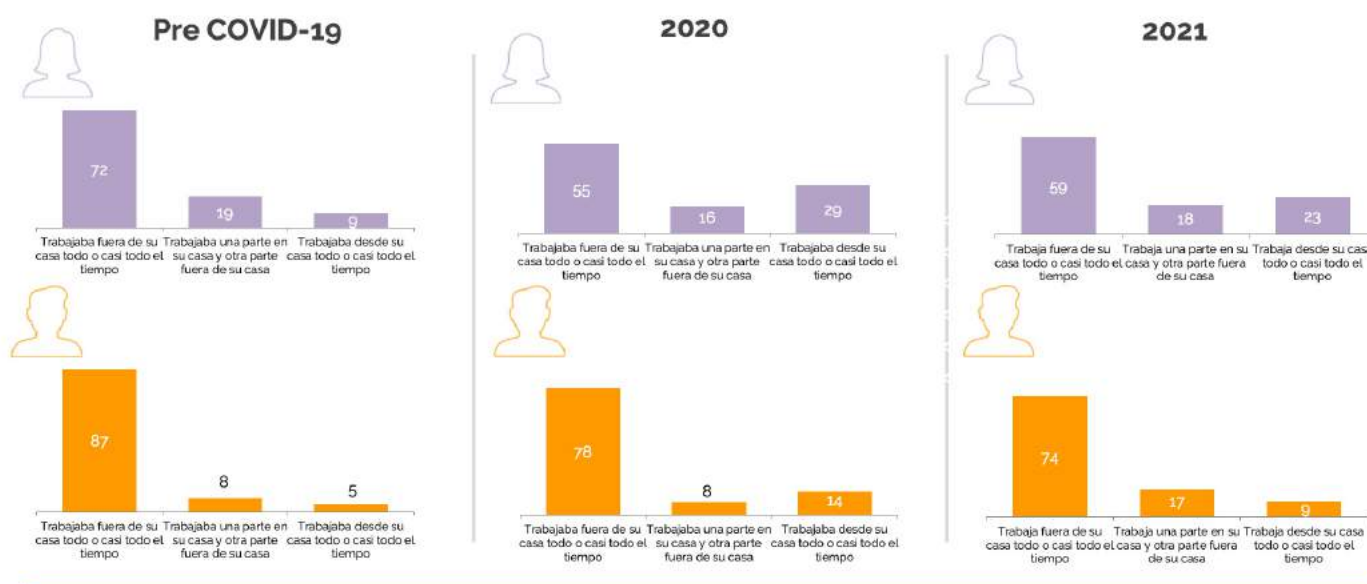 Pre COVID-19
2020
2021
72
19
9
Trabajaba fuera de su
casa todo o casi todo el
tiempo
Trabajaba una parte en
su casa y otra parte
fuera de su casa
Trabajaba desde su
casa todo o casi todo el
tiempo
55
16
29
Trabajaba fuera de su
casa todo o casi todo el
tiempo
Trabajaba una parte en
su casa y otra parte
fuera de su casa
Trabajaba desde su
casa todo o casi todo el
tiempo
59
18
23
Trabaja fuera de su
casa todo o casi todo el
tiempo
Trabaja una parte en su
casa y otra parte fuera
de su casa
Trabaja desde su cas
todo o casi todo el
tiempo
87
8
5
Trabajaba fuera de su
casa todo o casi todo el
tiempo
Trabajaba una parte en
su casa y otra parte
fuera de su casa
Trabajaba desde su
casa todo o casi todo el
tiempo
78
8
14
Trabajaba fuera de su
casa todo o casi todo el
tiempo
Trabajaba una parte en
su casa y otra parte
fuera de su casa
Trabajaba desde su
casa todo o casi todo el
tiempo
74
17
9
Trabaja fuera de su
casa todo o casi todo el
tiempo
Trabaja una parte en su
casa y otra parte fuera
de su casa
Trabaja desde su casa
todo o casi todo el
tiempo